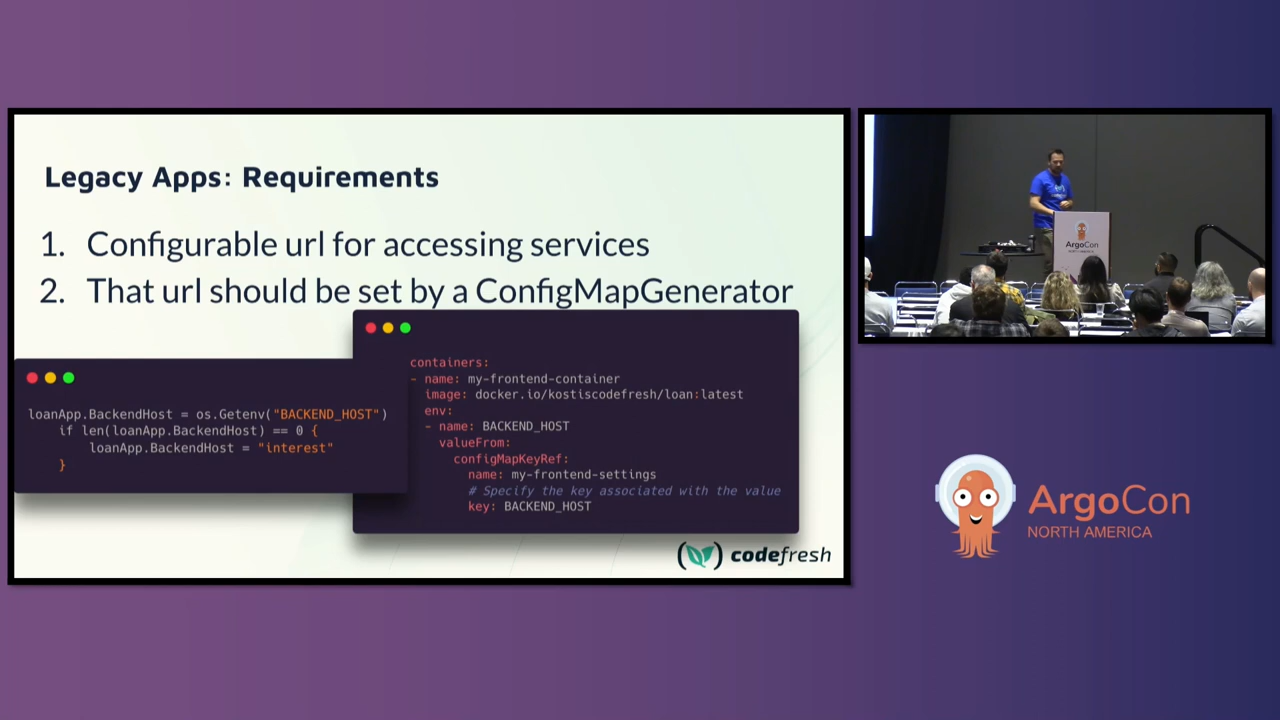 Legacy Apps: Requirements
1. Configurable url for accessing services
2. That url should be set by a ConfigMapGenerator
loanApp.BackendHost = os.Getenv("BACKEND_HOST")
if len(loanApp.BackendHost) == 0 {
loanApp.BackendHost = "interest"
}
containers:
- name: my-frontend-container
image: docker.io/kostiscodefresh/loan:latest
env:
- name: BACKEND_HOST
valueFrom:
configMapKeyRef:
name: my-frontend-settings
# Specify the key associated with the value
key: BACKEND_HOST
codefresh
ArgoCon
ArgoCon
NORTH AMERICA